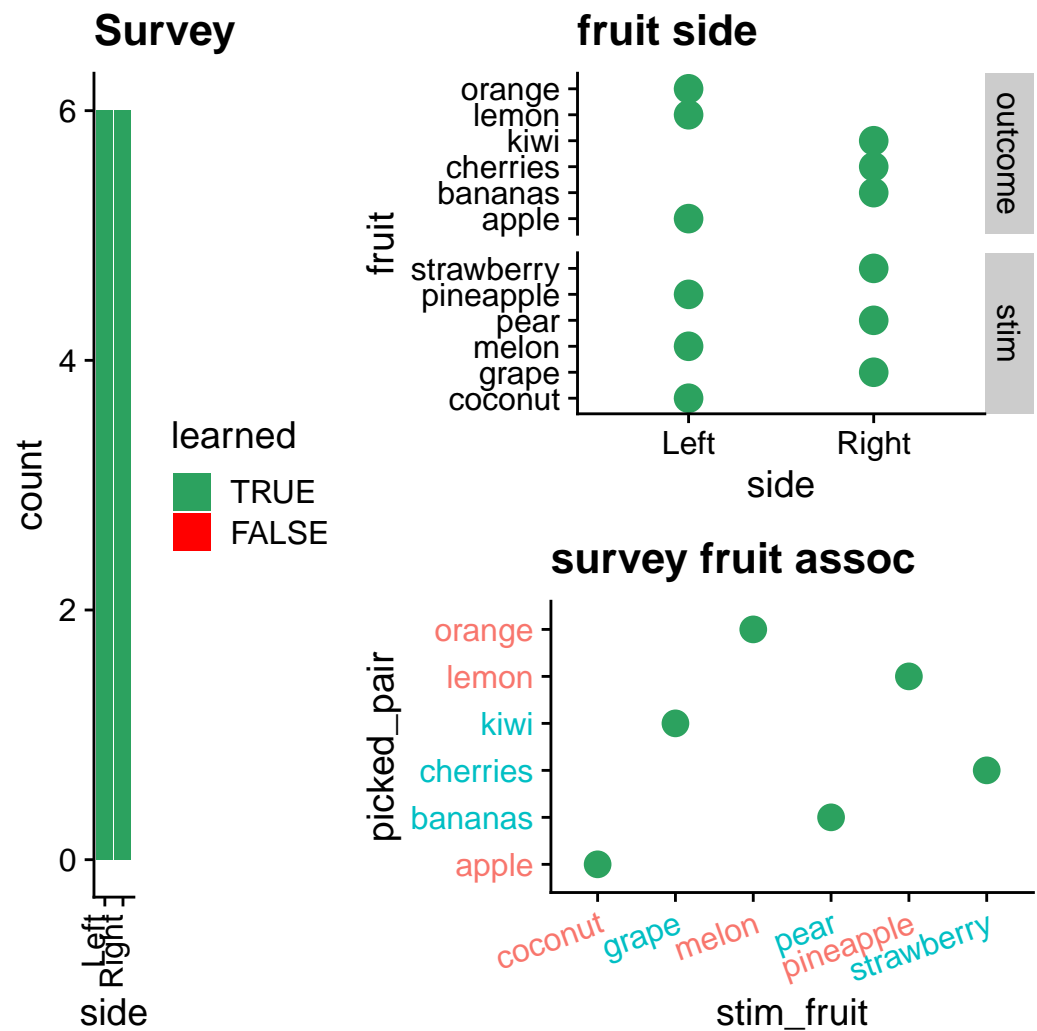 Survey
6
4
2
0
count
Left
Right
side
learned
TRUE
FALSE
fruit side
orange
lemon
kiwi
cherries
bananas
apple
outcome
strawberry
pineapple
pear
melon
grape
coconut
stim
fruit
Left Right
side
survey fruit assoc
orange
lemon
kiwi
cherries
bananas
apple
picked_pair
coconut grape melon pear pineapple strawberry
stim_fruit